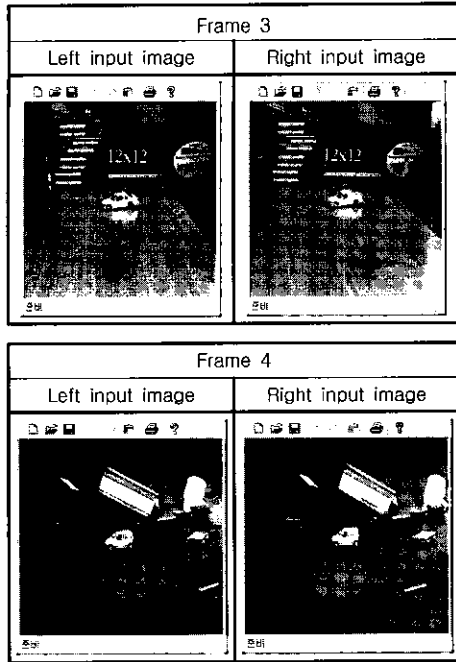 Frame 3
Left input image
Right input image
12x12
12x12
준비
준비
Frame 4
Left input image
Right input image
준비
준비